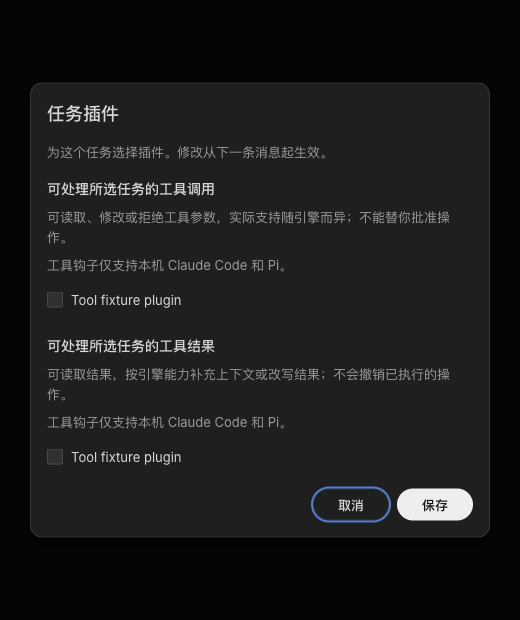 任务插件
为这个任务选择插件。修改从下一条消息起生效。
可处理所选任务的工具调用
可读取、修改或拒绝工具参数，实际支持随引擎而异；不能替你批准操
作。
工具钩子仅支持本机 Claude Code 和 Pi。
Tool fixture plugin
可处理所选任务的工具结果
可读取结果，按引擎能力补充上下文或改写结果；不会撤销已执行的操
作。
工具钩子仅支持本机 Claude Code 和 Pi。
Tool fixture plugin
取消 保存